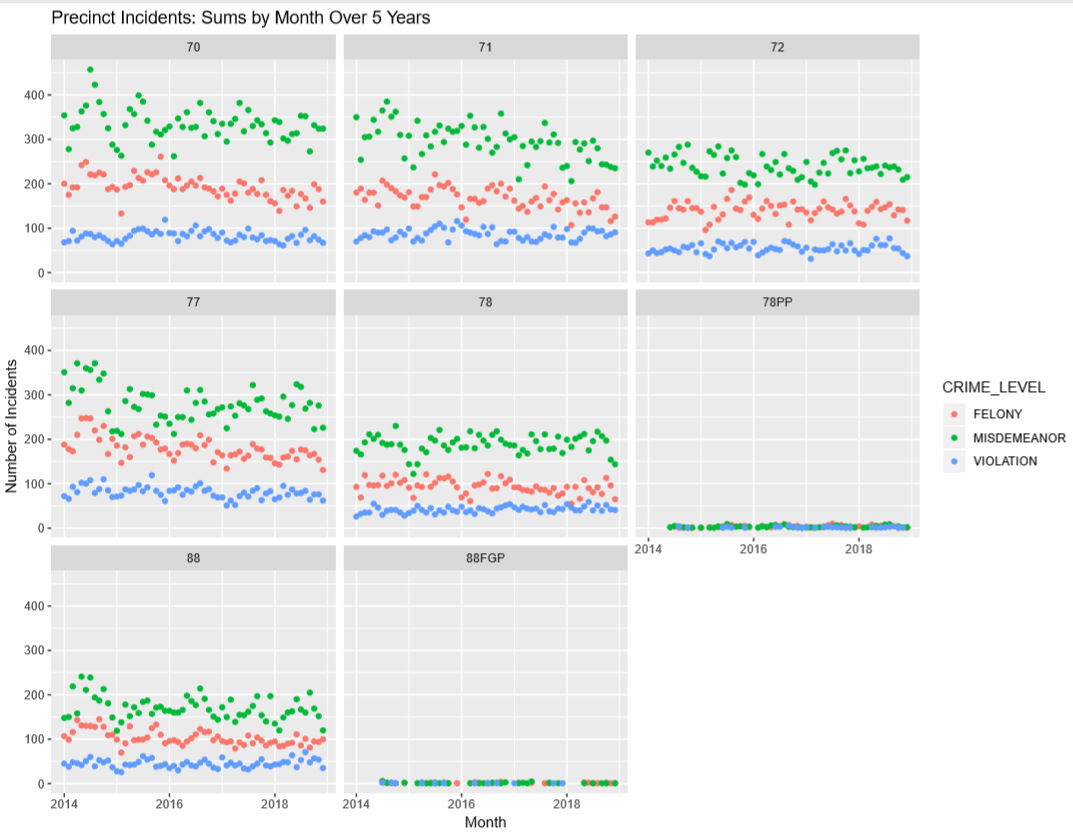 Precinct Incidents: Sums by Month Over 5 Years
70 71 72
400
300
200
100
0
77 78 78PP
400
300
200
100
0
2014 2016 2018
88 88FGP
400
300
200
100
0
2014 2016 2018 2014 2016 2018
Month
Number of Incidents
CRIME_LEVEL
FELONY
MISDEMEANOR
VIOLATION